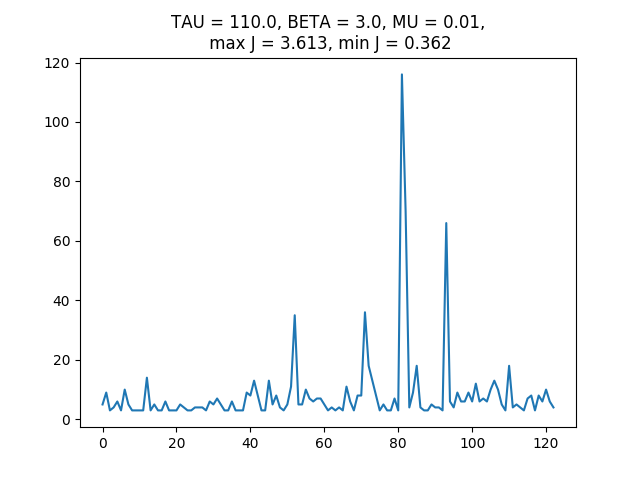 TAU = 110.0, BETA = 3.0, MU = 0.01,
max J = 3.613, min J = 0.362
120
100
80
60
40
20
0
0 20 40 60 80 100 120